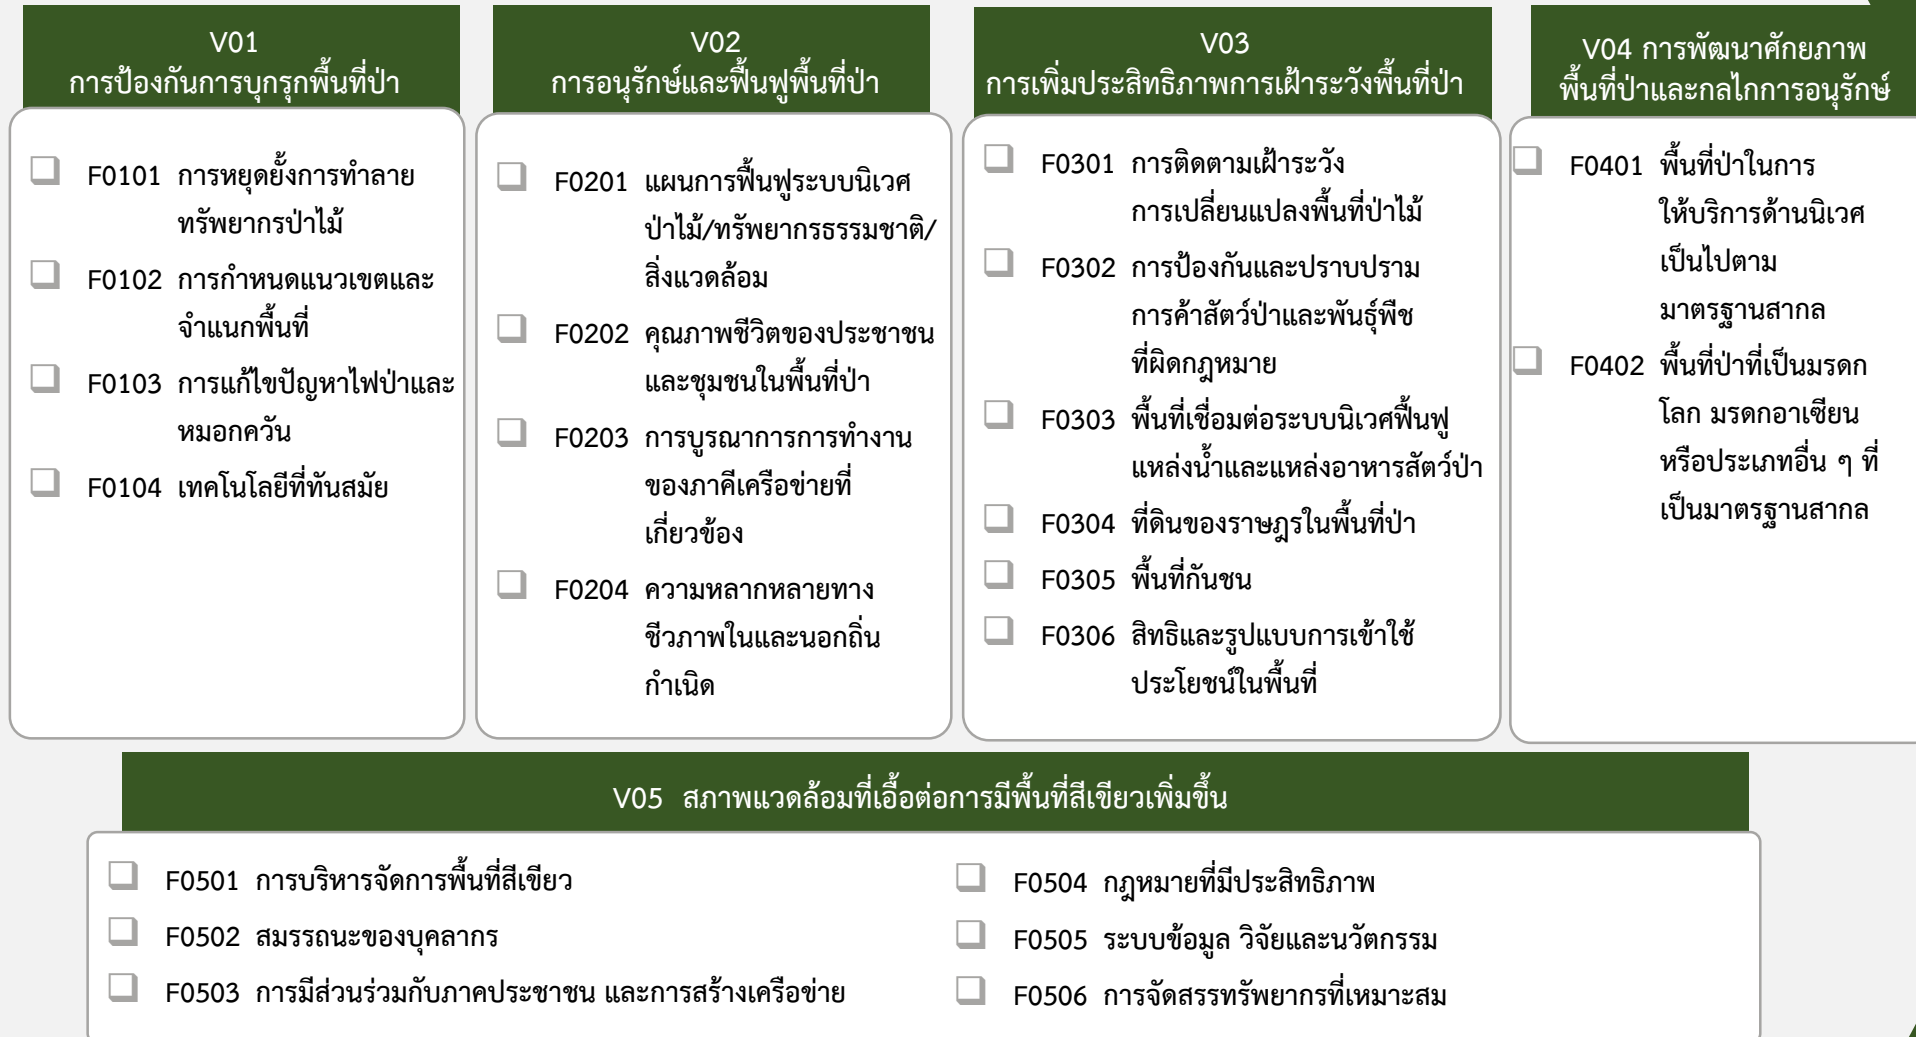 V01
การป้องกันการบุกรุกพื้นที่ป่า
F0101 การหยุดยั้งการทำลาย
ทรัพยากรป่าไม้
F0102 การกำหนดแนวเขตและ
จำแนกพื้นที่
F0103 การแก้ไขปัญหาไฟป่าและ
หมอกควัน
F0104 เทคโนโลยีที่ทันสมัย
V02
การอนุรักษ์และฟื้นฟูพื้นที่ป่า
F0201 แผนการฟื้นฟูระบบนิเวศ
ป่าไม้/ทรัพยากรธรรมชาติ/
สิ่งแวดล้อม
F0202 คุณภาพชีวิตของประชาชน
และชุมชนในพื้นที่ป่า
F0203 การบูรณาการการทำงาน
ของภาคีเครือข่ายที่
เกี่ยวข้อง
F0204 ความหลากหลายทาง
ชีวภาพในและนอกถิ่น
กำเนิด
V03
การเพิ่มประสิทธิภาพการเฝ้าระวังพื้นที่ป่า
F0301 การติดตามเฝ้าระวัง
การเปลี่ยนแปลงพื้นที่ป่าไม้
F0302 การป้องกันและปราบปราม
การค้าสัตว์ป่าและพันธุ์พืช
ที่ผิดกฎหมาย
F0303 พื้นที่เชื่อมต่อระบบนิเวศฟื้นฟู
แหล่งน้ำและแหล่งอาหารสัตว์ป่า
F0304 ที่ดินของราษฎรในพื้นที่ป่า
F0305 พื้นที่กันชน
F0306 สิทธิและรูปแบบการเข้าใช้
ประโยชน์ในพื้นที่
V04 การพัฒนาศักยภาพ
พื้นที่ป่าและกลไกการอนุรักษ์
F0401 พื้นที่ป่าในการ
ให้บริการด้านนิเวศ
เป็นไปตาม
มาตรฐานสากล
F0402 พื้นที่ป่าที่เป็นมรดก
โลก มรดกอาเซียน
หรือประเภทอื่น ๆ ที่
เป็นมาตรฐานสากล
V05 สภาพแวดล้อมที่เอื้อต่อการมีพื้นที่สีเขียวเพิ่มขึ้น
F0501 การบริหารจัดการพื้นที่สีเขียว
F0502 สมรรถนะของบุคลากร
F0503 การมีส่วนร่วมกับภาคประชาชน และการสร้างเครือข่าย
F0504 กฎหมายที่มีประสิทธิภาพ
F0505 ระบบข้อมูล วิจัยและนวัตกรรม
F0506 การจัดสรรทรัพยากรที่เหมาะสม